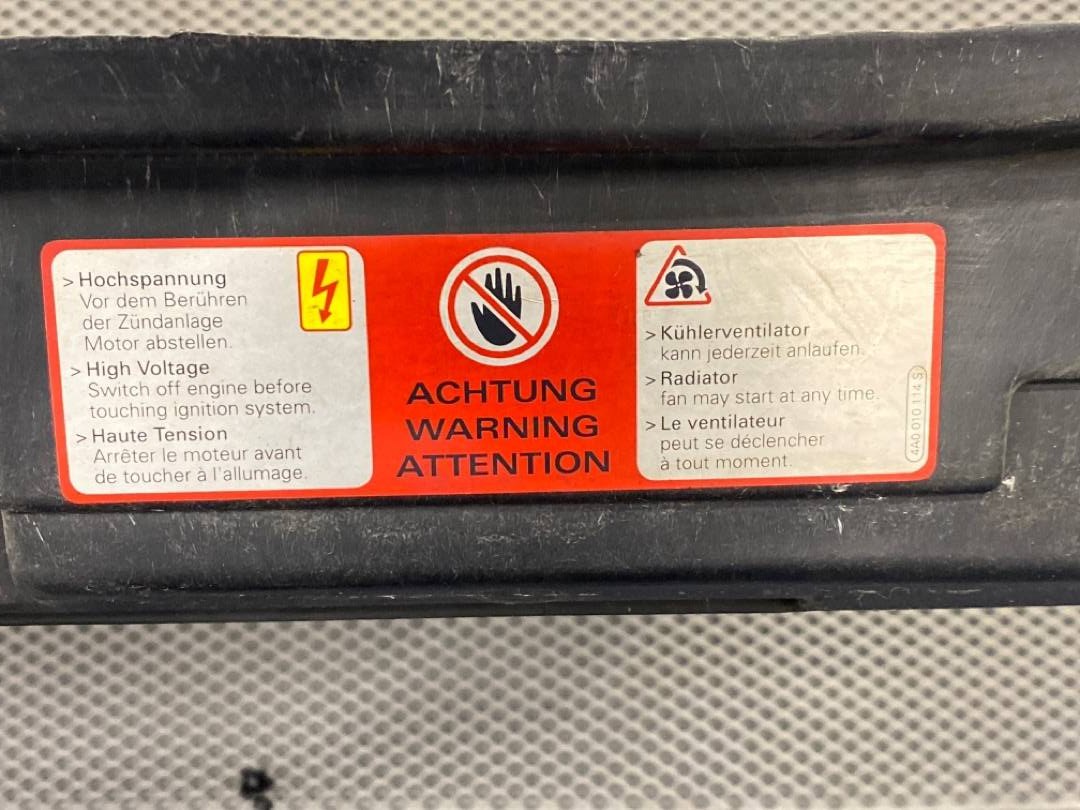 > Hochspannung
Vor dem Berühren
der Zündanlage
Motor abstellen.
> High Voltage
Switch off engine before
touching ignition system.
> Haute Tension
Arrêter le moteur avant
de toucher à l'allumage.
ACHTUNG
WARNING
ATTENTION
> Kühlerventilator
kann jederzeit anlaufen.
> Radiator
fan may start at any time.
> Le ventilateur
peut se déclencher
à tout moment.
4A0 010 114 S